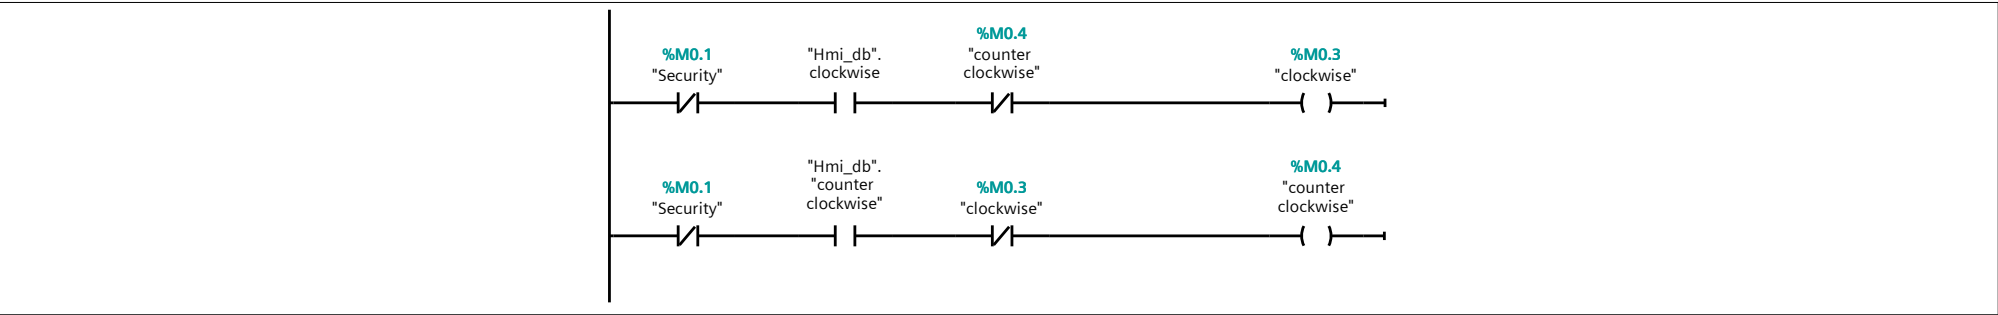 %M0.4
%M0.1
"Hmi_db".
"counter
%M0.3
"Security"
clockwise
clockwise"
"clockwise"
"Hmi_db".
%M0.4
%M0.1
"counter
%M0.3
"counter
"Security"
clockwise"
"clockwise"
clockwise"